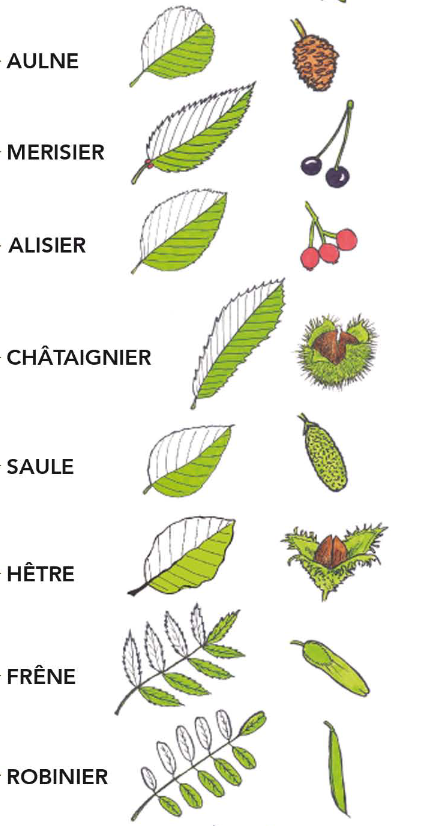 AULNE
MERISIER
ALISIER
CHÂTAIGNIER
SAULE
HÊTRE
FRÊNE
ROBINIER